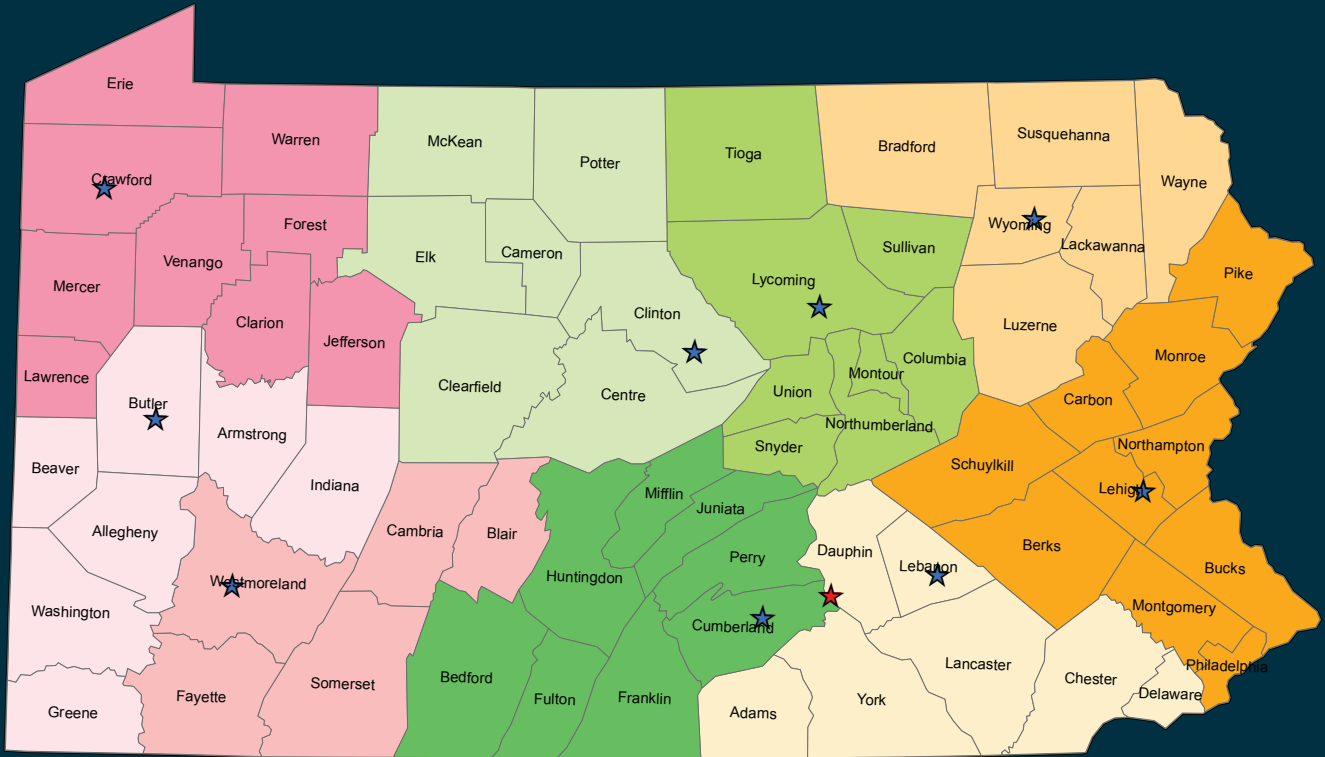 Erie
Warren
McKean
Potter
Tioga
Bradford
Susquehanna
Wayne
Crawford
Forest
Venango
Elk
Cameron
Sullivan
Wyoming
Lackawanna
Pike
Mercer
Clarion
Jefferson
Clinton
Lycoming
Luzerne
Monroe
Lawrence
Butler
Clearfield
Centre
Union
Montour
Columbia
Carbon
Armstrong
Northumberland
Snyder
Northampton
Beaver
Indiana
Schuylkill
Lehigh
Mifflin
Juniata
Allegheny
Cambria
Blair
Perry
Dauphin
Lebanon
Berks
Bucks
Huntingdon
Westmoreland
Washington
Cumberland
Montgomery
Lancaster
Philadelphia
Greene
Fayette
Somerset
Bedford
Fulton
Franklin
Adams
York
Chester
Delaware